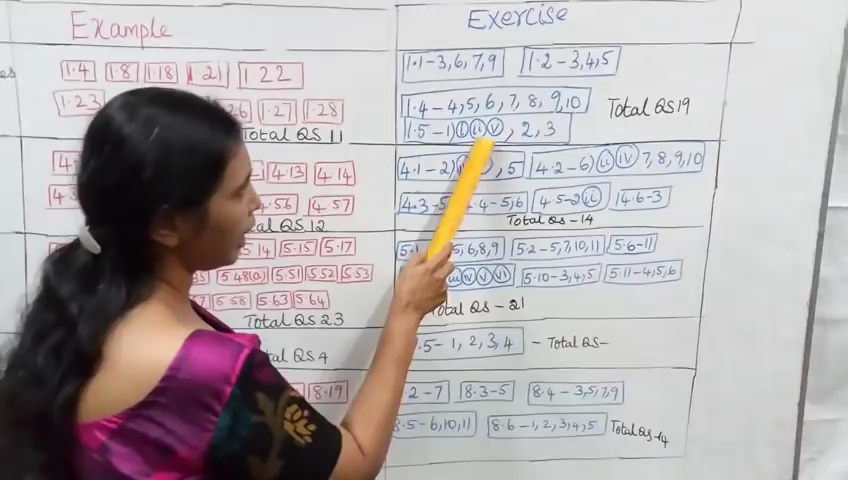 Example
Exercise
1.4 1.8 1.18 1.21 1.22
1.1-3,6,7,9 1.2-3,4,5
1.23 26 1.27 1.28
1.4-4,5,6,7,8,9,10
Total QS 19
Total QS 11
1.5-1) i ii v, 2, 3
4.13 4.14
4.1-2) , 5 4.2-6) ii iv 7,8,9,10
4.56 4.57
4.3-5 4-5,6 4.5-2 ii 4.6-3
Total QS 12
Total QS-14
14 5.15 5.17
5,6,8,9 5.2-5,7,10,11 5.6-11
5.48(a) 5.51 5.52 5.53
iii iv v vi 5.10-3,4,5 5.11-4,5,6
5.58 5.63 5.64
Total QS-21
Total QS 23
.5-1,2,3,4 -Total QS-
Total QS 4
8.19
2-7 8.3-5 8.4-3,5,7,9
8.5-6,10,11 8.6-1,2,3,4,5 Total QS-14